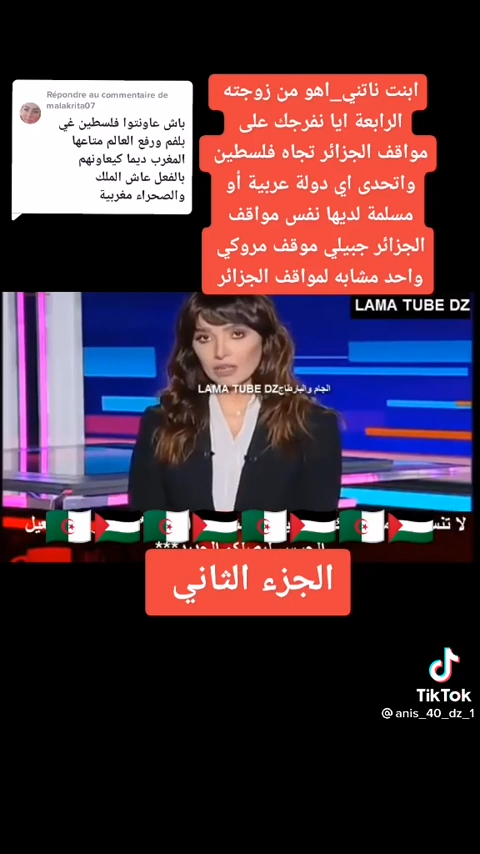 Répondre au commentaire de
malakrita07
باش عاونتوا فلسطين غي
بلفم ورفع العالم متاعها
المغرب ديما كيعاونهم
بالفعل عاش الملك
والصحراء مغربية
ابنت ناتني_اهو من زوجته
الرابعة ايا نفرجك على
مواقف الجزائر تجاه فلسطين
واتحدى اي دولة عربية أو
مسلمة لديها نفس مواقف
الجزائر جبيلي موقف مروكي
واحد مشابه لمواقف الجزائر
LAMA TUBE DZ
LAMA TUBE DZالجام والبارطاج
لا تنس
الجزء الثاني
TikTok
@anis_40_dz_1